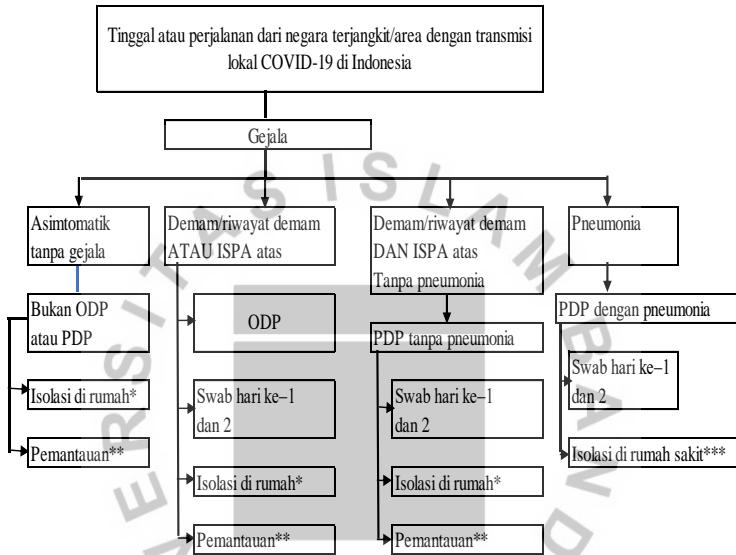 Tinggal atau perjalanan dari negara terjangkit/area dengan transmisi
lokal COVID-19 di Indonesia
Gejala
Asimtomatik
tanpa gejala
Bukan ODP
atau PDP
Isolasi di rumah*
Pemantauan**
Demam/riwayat demam
ATAU ISPA atas
ODP
Swab hari ke–1
dan 2
Isolasi di rumah*
Pemantauan**
Demam/riwayat demam
DAN ISPA atas
Tanpa pneumonia
PDP tanpa pneumonia
Swab hari ke–1
dan 2
Isolasi di rumah*
Pemantauan**
Pneumonia
PDP dengan pneumonia
Swab hari ke–1
dan 2
Isolasi di rumah sakit***
ERSITAS ISLAM BAND